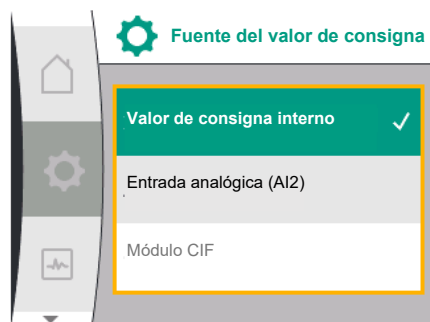 Fuente del valor de consigna
Valor de consigna interno
Entrada analógica (AI2)
Módulo CIF